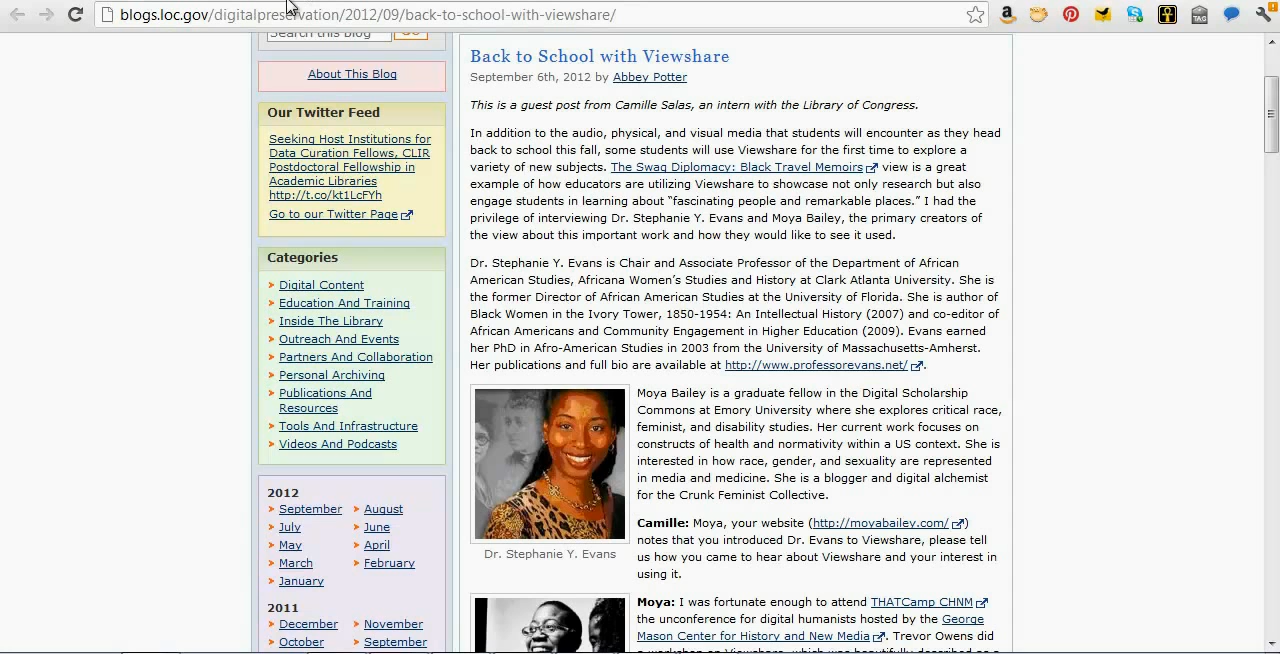 blogs.loc.gov/digitalpreservation/2012/09/back-to-school-with-viewshare/
TAG
Search this blog
GO
About This Blog
Our Twitter Feed
Seeking Host Institutions for
Data Curation Fellows, CLIR
Postdoctoral Fellowship in
Academic Libraries
http://t.co/kt1LcFYh
Go to our Twitter Page
Categories
Digital Content
Education And Training
Inside The Library
Outreach And Events
Partners And Collaboration
Personal Archiving
Publications And
Resources
Tools And Infrastructure
Videos And Podcasts
2012
September August
July June
May April
March February
January
2011
December November
October September
Back to School with Viewshare
September 6th, 2012 by Abbey Potter
This is a guest post from Camille Salas, an intern with the Library of Congress.
In addition to the audio, physical, and visual media that students will encounter as they head
back to school this fall, some students will use Viewshare for the first time to explore a
variety of new subjects. The Swag Diplomacy: Black Travel Memoirs view is a great
example of how educators are utilizing Viewshare to showcase not only research but also
engage students in learning about “fascinating people and remarkable places.” I had the
privilege of interviewing Dr. Stephanie Y. Evans and Moya Bailey, the primary creators of
the view about this important work and how they would like to see it used.
Dr. Stephanie Y. Evans is Chair and Associate Professor of the Department of African
American Studies, Africana Women’s Studies and History at Clark Atlanta University. She is
the former Director of African American Studies at the University of Florida. She is author of
Black Women in the Ivory Tower, 1850-1954: An Intellectual History (2007) and co-editor of
African Americans and Community Engagement in Higher Education (2009). Evans earned
her PhD in Afro-American Studies in 2003 from the University of Massachusetts-Amherst.
Her publications and full bio are available at http://www.professorevans.net/.
Dr. Stephanie Y. Evans
Moya Bailey is a graduate fellow in the Digital Scholarship
Commons at Emory University where she explores critical race,
feminist, and disability studies. Her current work focuses on
constructs of health and normativity within a US context. She is
interested in how race, gender, and sexuality are represented
in media and medicine. She is a blogger and digital alchemist
for the Crunk Feminist Collective.
Camille: Moya, your website (http://moyabailey.com/)
notes that you introduced Dr. Evans to Viewshare, please tell
us how you came to hear about Viewshare and your interest in
using it.
Moya: I was fortunate enough to attend THATCamp CHNM
the unconference for digital humanists hosted by the George
Mason Center for History and New Media. Trevor Owens did
a workshop on Viewshare, which was beautifully described as a